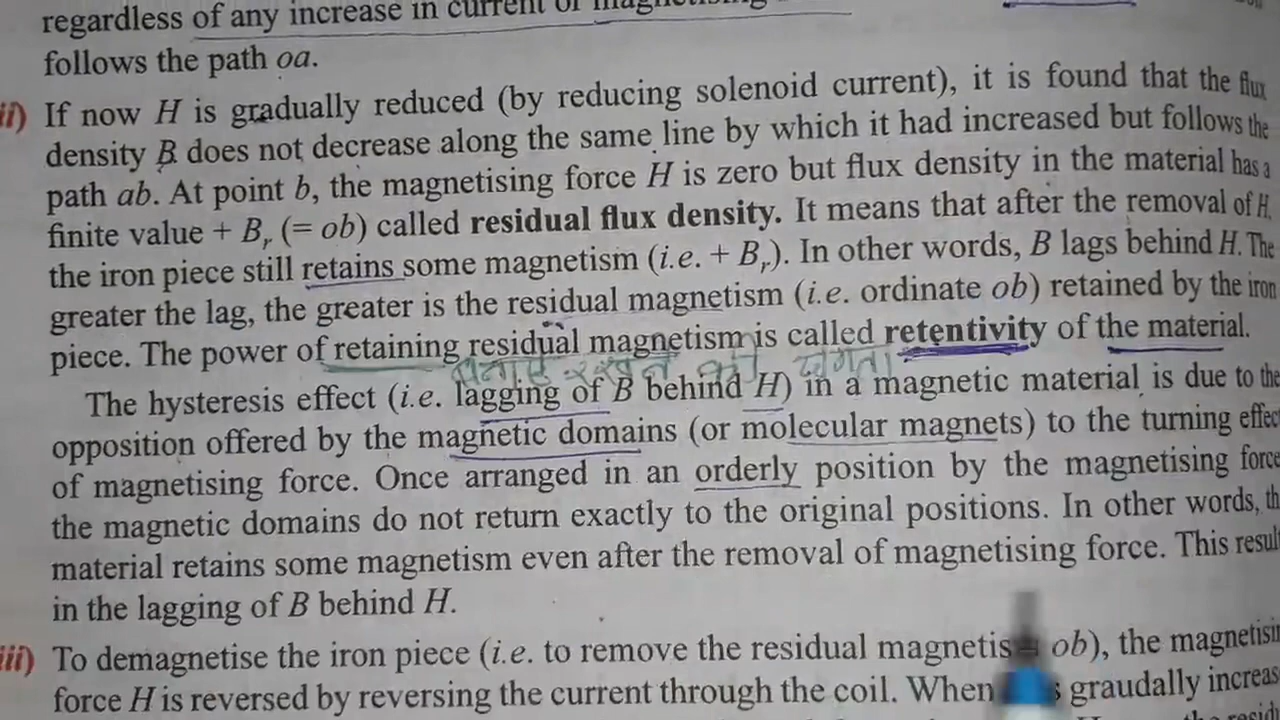 regardless of any increase in current or
follows the path oa.
ii) If now H is gradually reduced (by reducing solenoid current), it is found that the flux
density B does not decrease along the same line by which it had increased but follows the
path ab. At point b, the magnetising force H is zero but flux density in the material has a
finite value + Br (= ob) called residual flux density. It means that after the removal of H,
the iron piece still retains some magnetism (i.e. + Br). In other words, B lags behind H. The
greater the lag, the greater is the residual magnetism (i.e. ordinate ob) retained by the iron
piece. The power of retaining residual magnetism is called retentivity of the material.
The hysteresis effect (i.e. lagging of B behind H) in a magnetic material is due to the
opposition offered by the magnetic domains (or molecular magnets) to the turning effec
of magnetising force. Once arranged in an orderly position by the magnetising force
the magnetic domains do not return exactly to the original positions. In other words, th
material retains some magnetism even after the removal of magnetising force. This result
in the lagging of B behind H.
iii) To demagnetise the iron piece (i.e. to remove the residual magnetis ob), the magnetisin
force H is reversed by reversing the current through the coil. When graudally increas